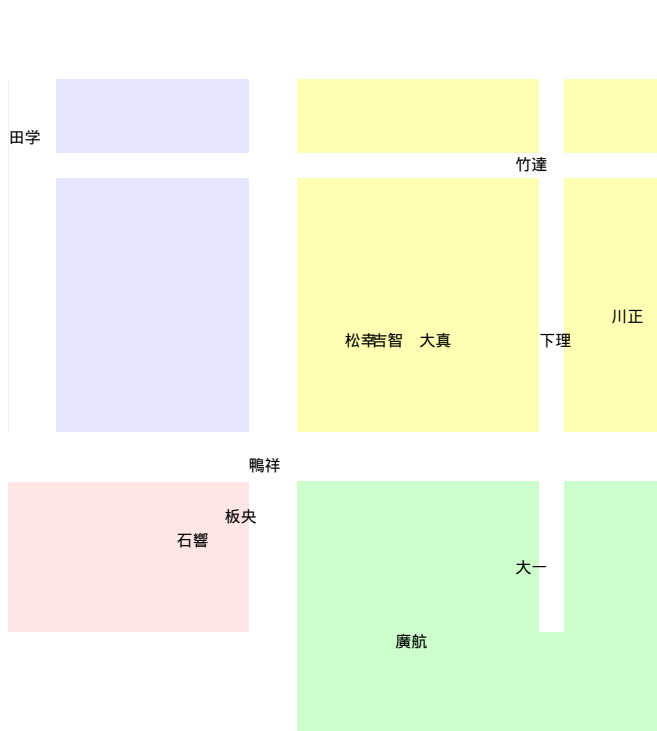 田学
竹達
川正
松幸
吉智
大真
下理
鴨祥
板央
石響
大一
廣航